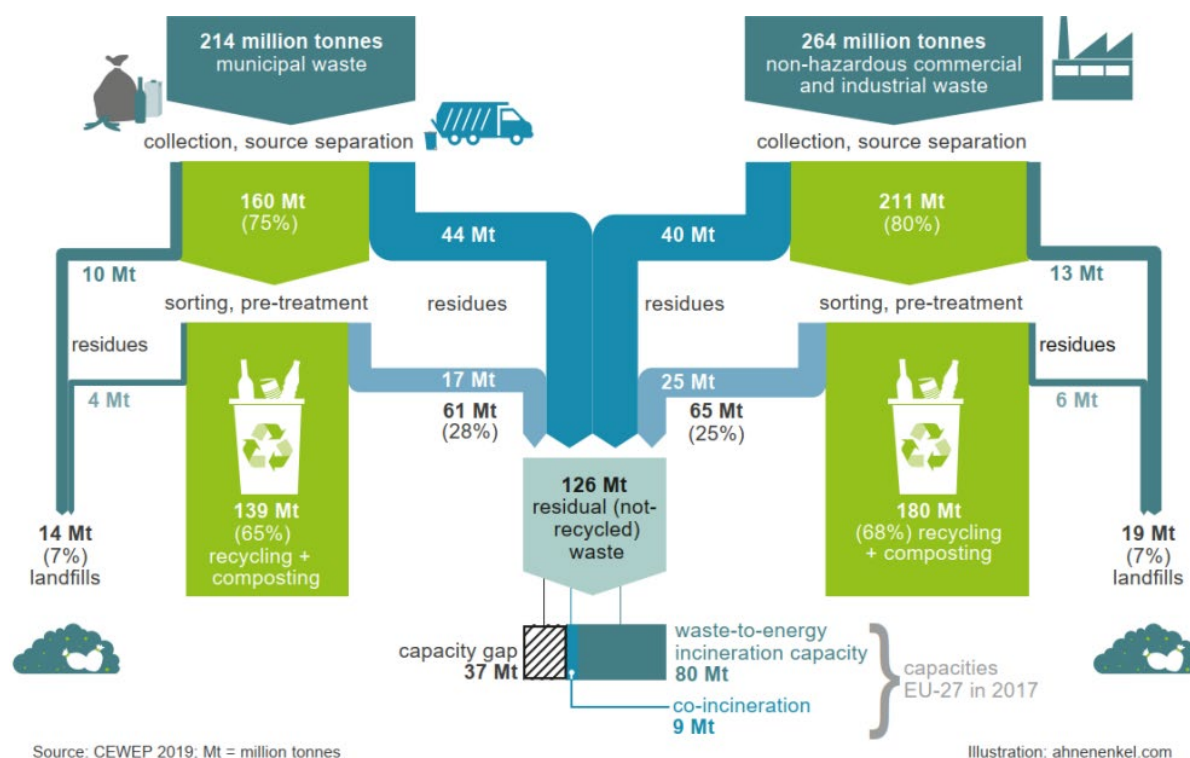 214 million tonnes
municipal waste
264 million tonnes
non-hazardous commercial
and industrial waste
collection, source separation
collection, source separation
160 Mt
(75%)
44 Mt
40 Mt
211 Mt
(80%)
10 Mt
13 Mt
sorting, pre-treatment
residues
residues
sorting, pre-treatment
residues
residues
4 Mt
17 Mt
25 Mt
6 Mt
61 Mt
(28%)
65 Mt
(25%)
139 Mt
(65%)
recycling +
composting
126 Mt
residual (not-
recycled)
waste
180 Mt
(68%) recycling
+ composting
14 Mt
(7%)
landfills
19 Mt
(7%)
landfills
capacity gap
37 Mt
waste-to-energy
incineration capacity
80 Mt
co-incineration
9 Mt
capacities
EU-27 in 2017
Source: CEWEP 2019; Mt = million tonnes
Illustration: ahnenenkel.com